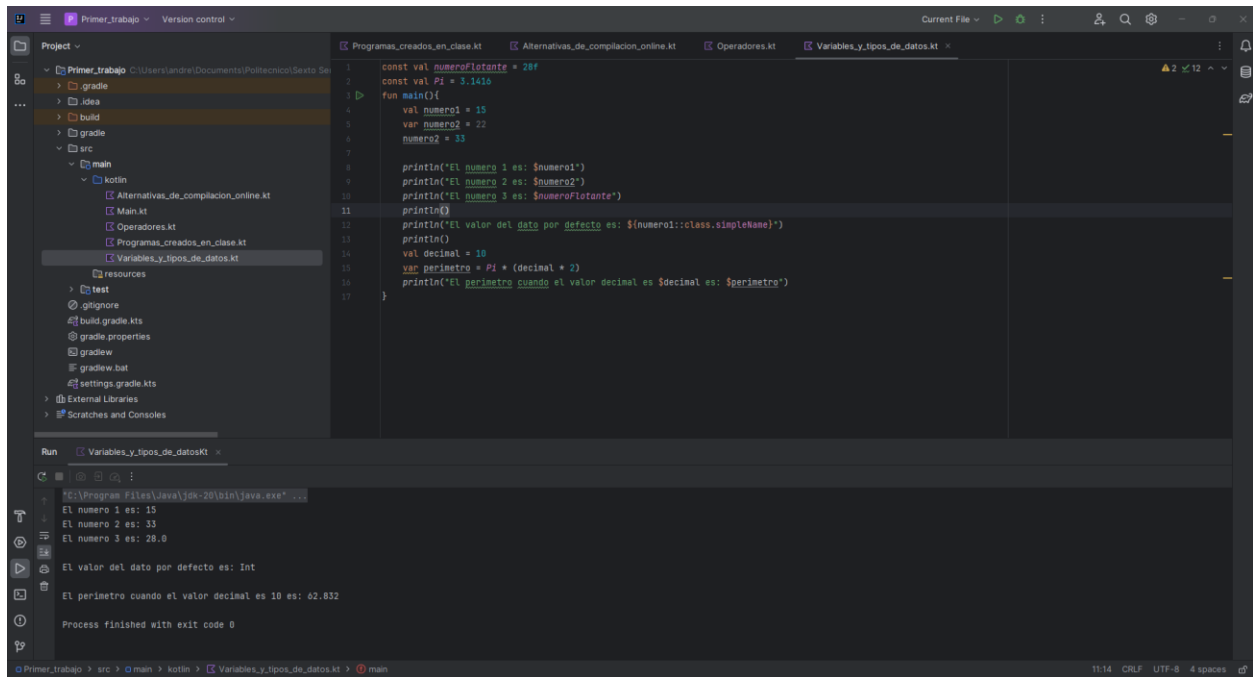 P Primer_trabajo Version control Current File
Project
Programas_creados_en_clase.kt Alternativas_de_compilacion_online.kt Operadores.kt Variables_y_tipos_de_datos.kt
Primer_trabajo C:\Users\andre\Documents\Politecnico\Sexto Se
.gradle
.idea
build
gradle
src
main
kotlin
Alternativas_de_compilacion_online.kt
Main.kt
Operadores.kt
Programas_creados_en_clase.kt
Variables_y_tipos_de_datos.kt
resources
test
.gitignore
build.gradle.kts
gradle.properties
gradlew
gradlew.bat
settings.gradle.kts
External Libraries
Scratches and Consoles
1 const val numeroFlotante = 28f
2 const val Pi = 3.1416
3 fun main(){
4 val numero1 = 15
5 var numero2 = 22
6 numero2 = 33
7
8 println("El numero 1 es: $numero1")
9 println("El numero 2 es: $numero2")
10 println("El numero 3 es: $numeroFlotante")
11 println()
12 println("El valor del dato por defecto es: ${numero1::class.simpleName}")
13 println()
14 val decimal = 10
15 var perimetro = Pi * (decimal * 2)
16 println("El perimetro cuando el valor decimal es $decimal es: $perimetro")
17 }
2 12
Run Variables_y_tipos_de_datosKt
"C:\Program Files\Java\jdk-20\bin\java.exe" ...
El numero 1 es: 15
El numero 2 es: 33
El numero 3 es: 28.0
El valor del dato por defecto es: Int
El perimetro cuando el valor decimal es 10 es: 62.832
Process finished with exit code 0
Primer_trabajo > src > main > kotlin > Variables_y_tipos_de_datos.kt > main 11:14 CRLF UTF-8 4 spaces